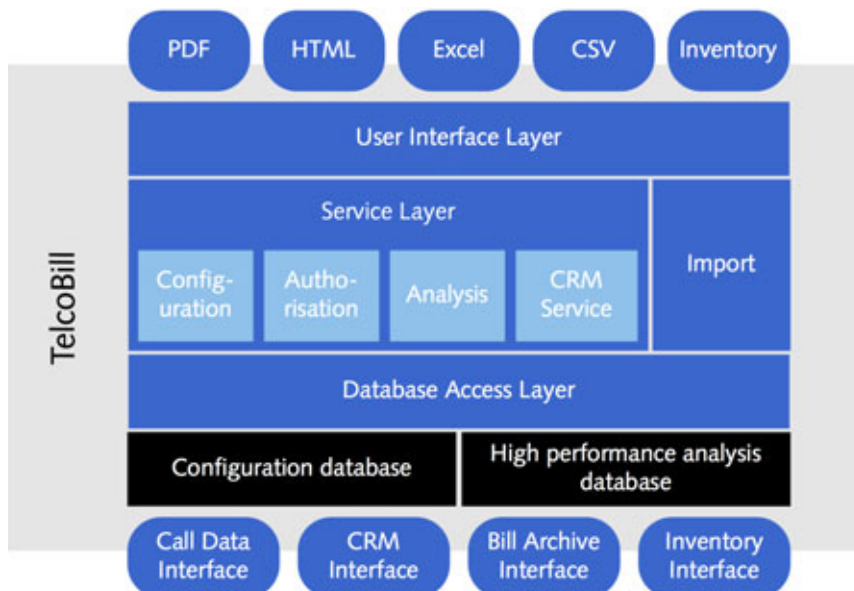 PDF
HTML
Excel
CSV
Inventory
User Interface Layer
TelcoBill
Service Layer
Config-
uration
Autho-
risation
Analysis
CRM
Service
Import
Database Access Layer
Configuration database
High performance analysis
database
Call Data
Interface
CRM
Interface
Bill Archive
Interface
Inventory
Interface